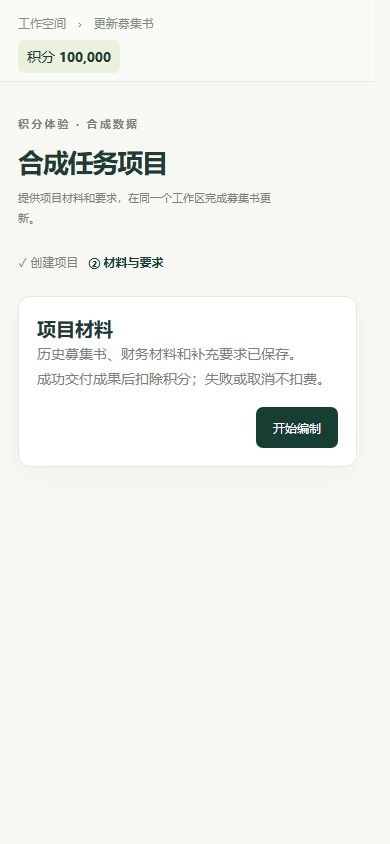 工作空间 › 更新募集书
积分 100,000
积分体验 · 合成数据
合成任务项目
提供项目材料和要求，在同一个工作区完成募集书更
新。
✓ 创建项目 ② 材料与要求
项目材料
历史募集书、财务材料和补充要求已保存。
成功交付成果后扣除积分；失败或取消不扣费。
开始编制